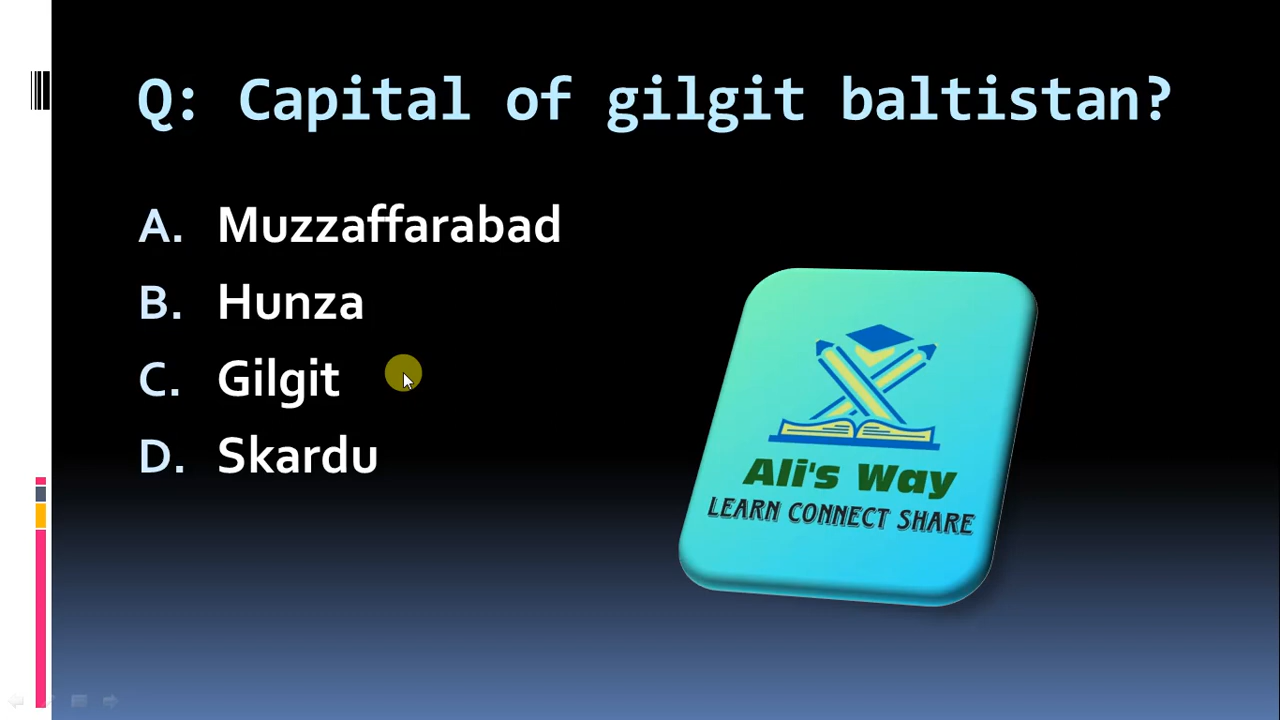 Q: Capital of gilgit baltistan?
A. Muzzaffarabad
B. Hunza
C. Gilgit
D. Skardu
Ali's Way
LEARN CONNECT SHARE